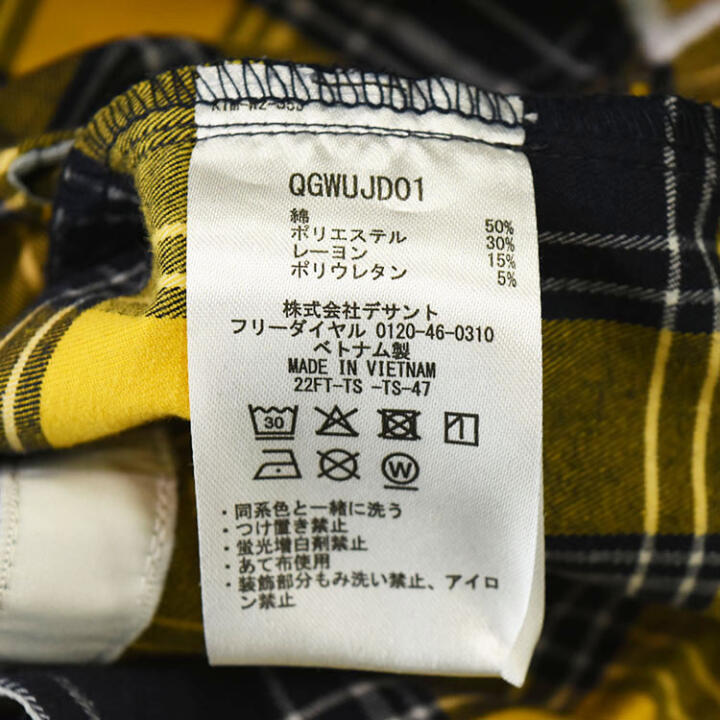 QGWUJD01
綿 50%
ポリエステル 30%
レーヨン 15%
ポリウレタン 5%
株式会社デサント
フリーダイヤル 0120-46-0310
ベトナム製
MADE IN VIETNAM
22FT-TS -TS-47
30
W
・同系色と一緒に洗う
・つけ置き禁止
・蛍光増白剤禁止
・あて布使用
・装飾部分もみ洗い禁止、アイロ
ン禁止